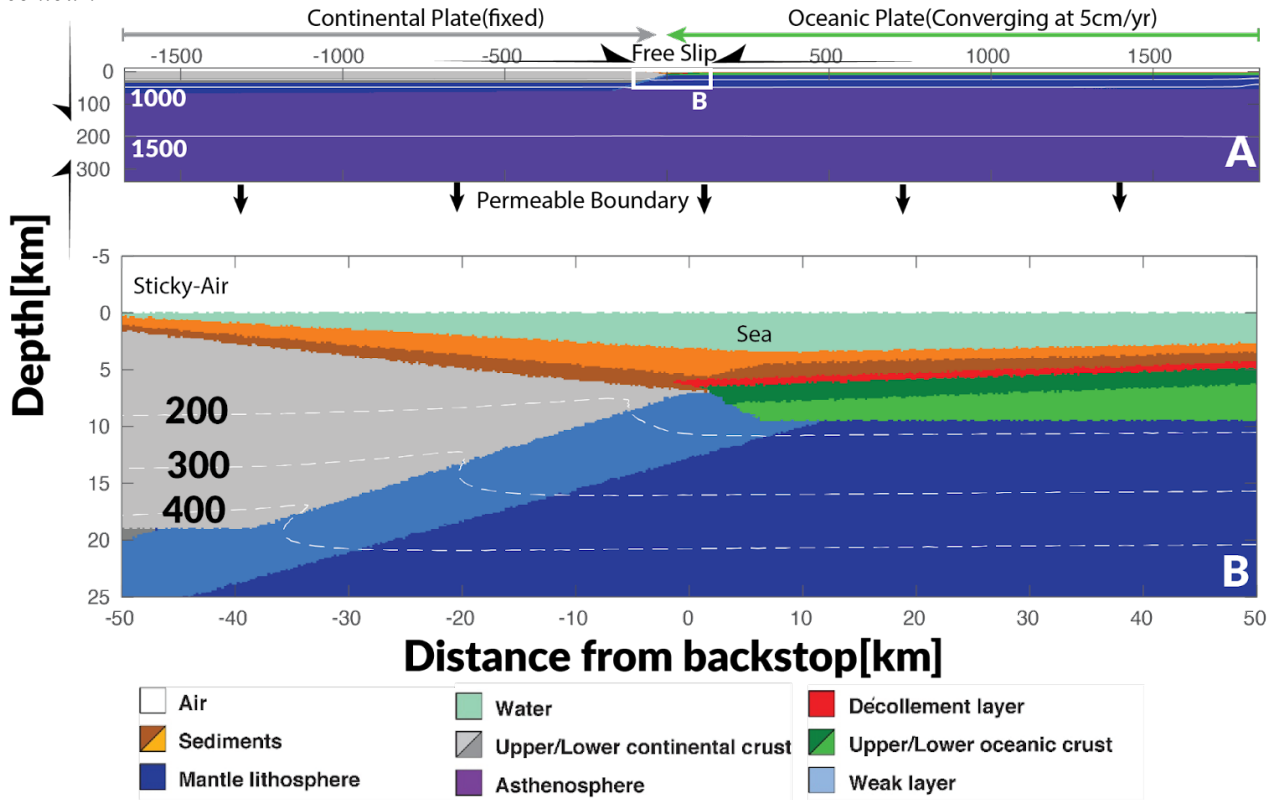 Continental Plate(fixed) Oceanic Plate(Converging at 5cm/yr)
Free Slip
-1500 -1000 -500 500 1000 1500
0
100
200
300
1000
1500
B
A
Permeable Boundary
Depth[km]
-5
0
5
10
15
20
25
Sticky-Air
Sea
200
300
400
B
-50 -40 -30 -20 -10 0 10 20 30 40 50
Distance from backstop[km]
Air Water Décollement layer
Sediments Upper/Lower continental crust Upper/Lower oceanic crust
Mantle lithosphere Asthenosphere Weak layer